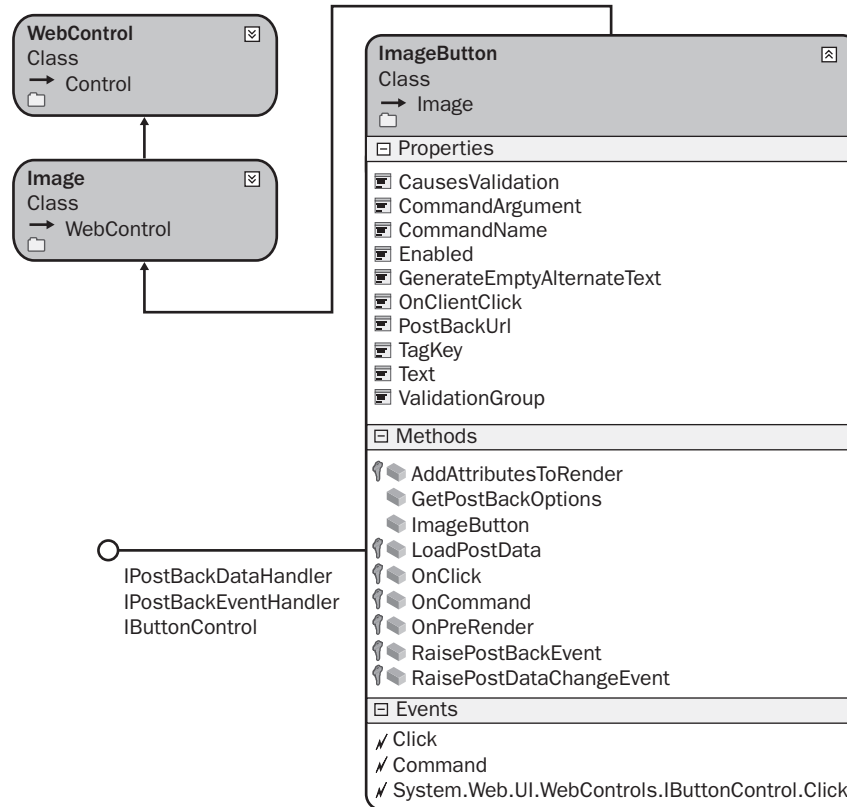 WebControl
Class
Control
Image
Class
WebControl
ImageButton
Class
Image
Properties
CausesValidation
CommandArgument
CommandName
Enabled
GenerateEmptyAlternateText
OnClientClick
PostBackUrl
TagKey
Text
ValidationGroup
Methods
AddAttributesToRender
GetPostBackOptions
ImageButton
LoadPostData
OnClick
OnCommand
OnPreRender
RaisePostBackEvent
RaisePostDataChangeEvent
IPostBackDataHandler
IPostBackEventHandler
IButtonControl
Events
Click
Command
System.Web.UI.WebControls.IButtonControl.Click